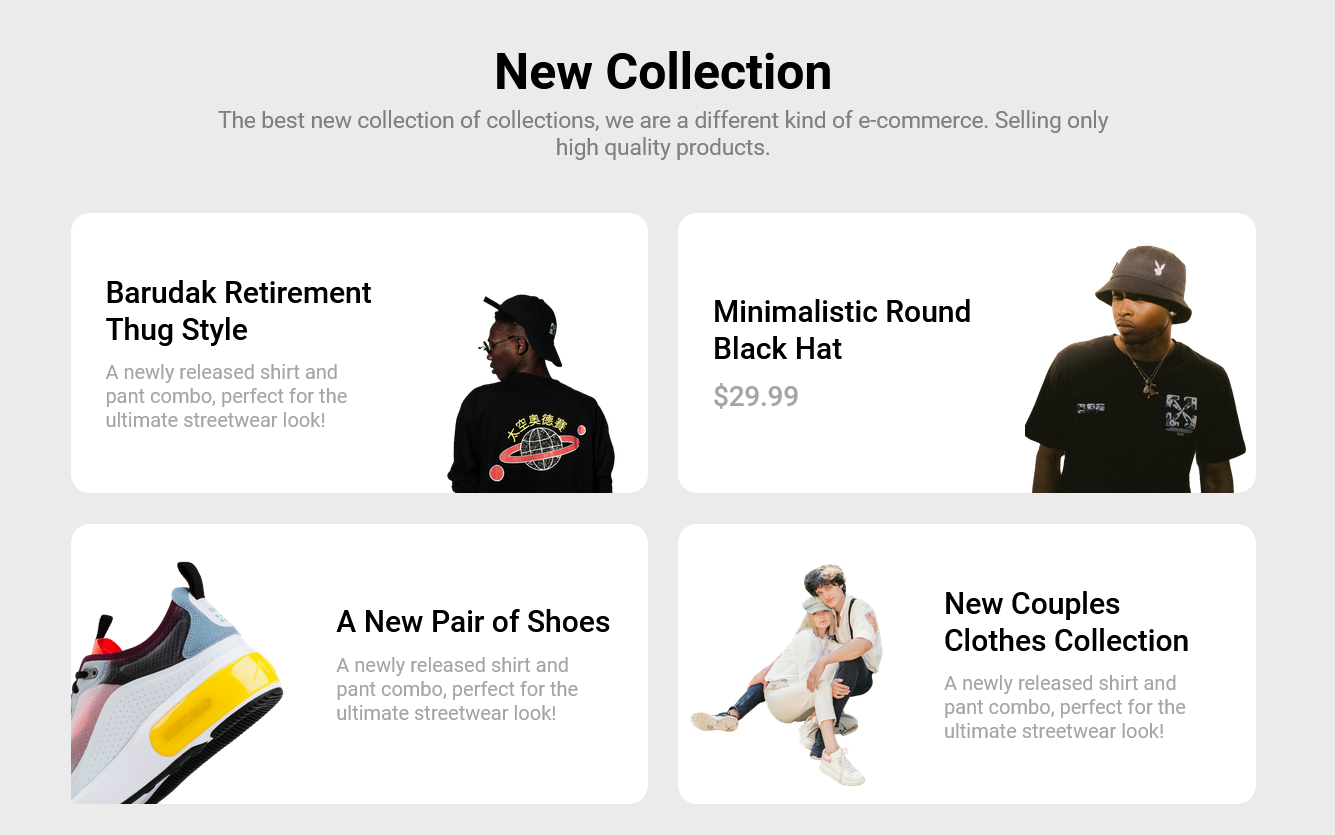 New Collection
The best new collection of collections, we are a different kind of e-commerce. Selling only
high quality products.
Barudak Retirement
Thug Style
A newly released shirt and
pant combo, perfect for the
ultimate streetwear look!
太空奥德賽
Minimalistic Round
Black Hat
$29.99
A New Pair of Shoes
A newly released shirt and
pant combo, perfect for the
ultimate streetwear look!
New Couples
Clothes Collection
A newly released shirt and
pant combo, perfect for the
ultimate streetwear look!